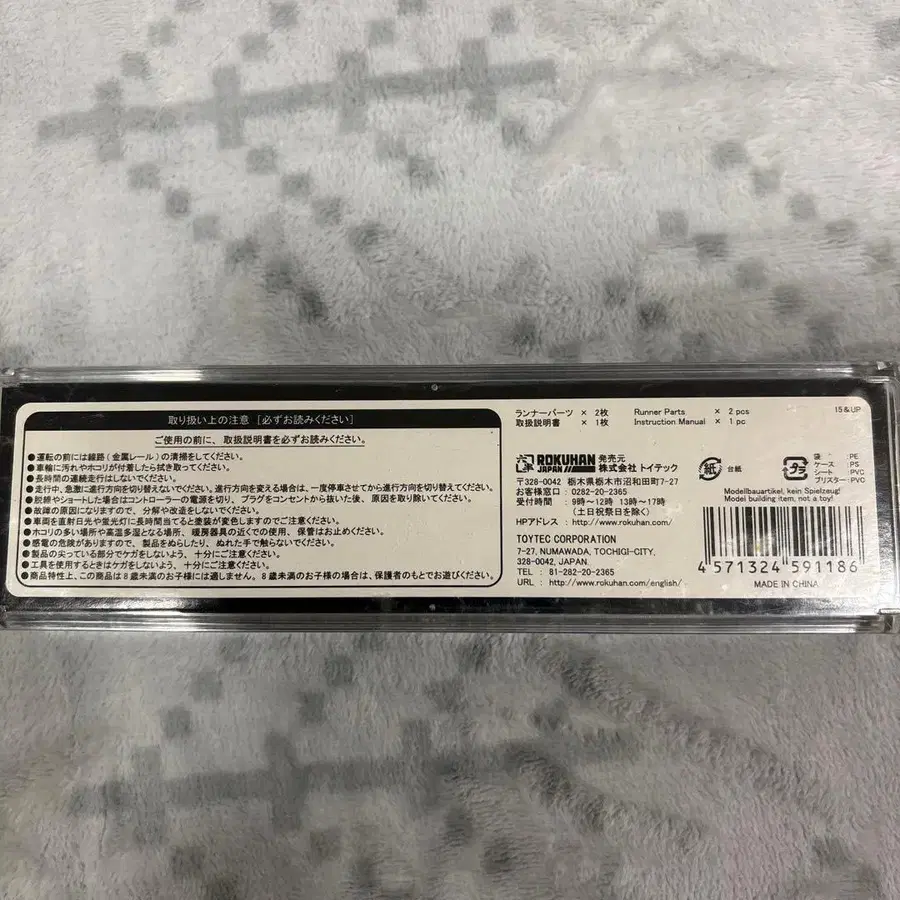 取り扱い上の注意 [必ずお読みください]
ご使用の前に、取扱説明書を必ずお読みください。
●運転の前には線路(金属レール)の清掃をしてください。
●車輪に汚れやホコリが付着したら拭き取ってください。
●長時間の連続走行はしないでください。
●走行中、急激に進行方向を切り替えないでください。進行方向を変える場合は、一度停車させてから進行方向を切り替えてください。
●脱線やショートした場合はコントローラーの電源を切り、プラグをコンセントから抜いた後、原因を取り除いてください。
●故障の原因になりますので、分解や改造をしないでください。
●車両を直射日光や蛍光灯に長時間当てると塗装が変色しますのでご注意ください。
●ホコリの多い場所や高温多湿となる場所、暖房器具の近くでの使用、保管はお止めください。
●感電の危険がありますので、製品をぬらしたり、ぬれた手で触らないでください。
●製品の尖っている部分でケガをしないよう、十分にご注意ください。
●工具を使用するときはケガをしないよう、十分にご注意ください。
●商品特性上、この商品は8歳未満のお子様には適しません。8歳未満のお子様の場合は、保護者のもとでお遊びください。
ランナーパーツ × 2枚 Runner Parts × 2 pcs
取扱説明書 × 1枚 Instruction Manual × 1 pc
15&UP
六半 ROKUHAN JAPAN
発売元
株式会社 トイテック
〒328-0042 栃木県栃木市沼和田町7-27
お客様窓口:0282-20-2365
受付時間:9時~12時 13時~17時
(土日祝祭日を除く)
HPアドレス:http://www.rokuhan.com/
TOYTEC CORPORATION
7-27, NUMAWADA, TOCHIGI-CITY,
328-0042, JAPAN
TEL : 81-282-20-2365
URL : http://www.rokuhan.com/english/
紙 台紙
プラ
袋 :PE
ケース :PS
シート :PVC
ブリスター:PVC
Modellbauartikel, kein Spielzeug!
Model building item, not a toy!
4 571324 591186
MADE IN CHINA